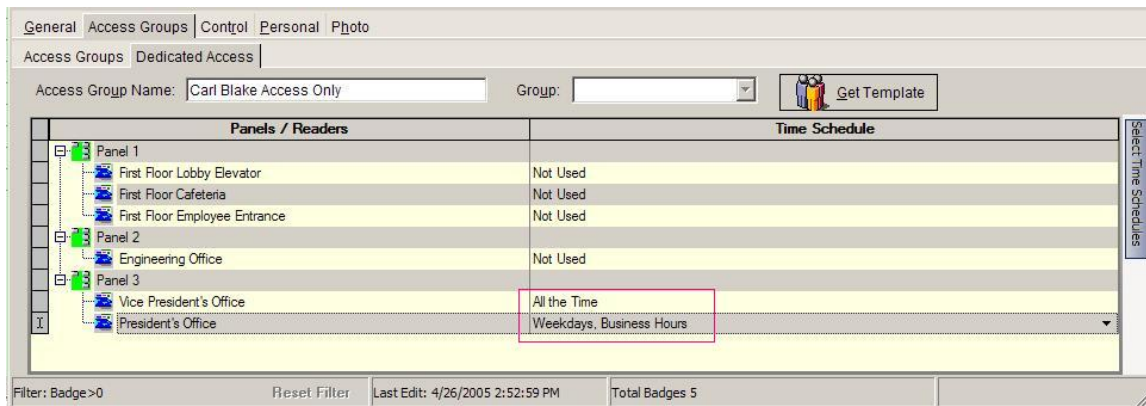 General Access Groups Control Personal Photo
Access Groups Dedicated Access
Access Group Name: Carl Blake Access Only Group: Get Template
Panels / Readers Time Schedule
Panel 1
First Floor Lobby Elevator Not Used
First Floor Cafeteria Not Used
First Floor Employee Entrance Not Used
Panel 2
Engineering Office Not Used
Panel 3
Vice President's Office All the Time
President's Office Weekdays, Business Hours
Select Time Schedules
Filter: Badge>0 Reset Filter Last Edit: 4/26/2005 2:52:59 PM Total Badges 5